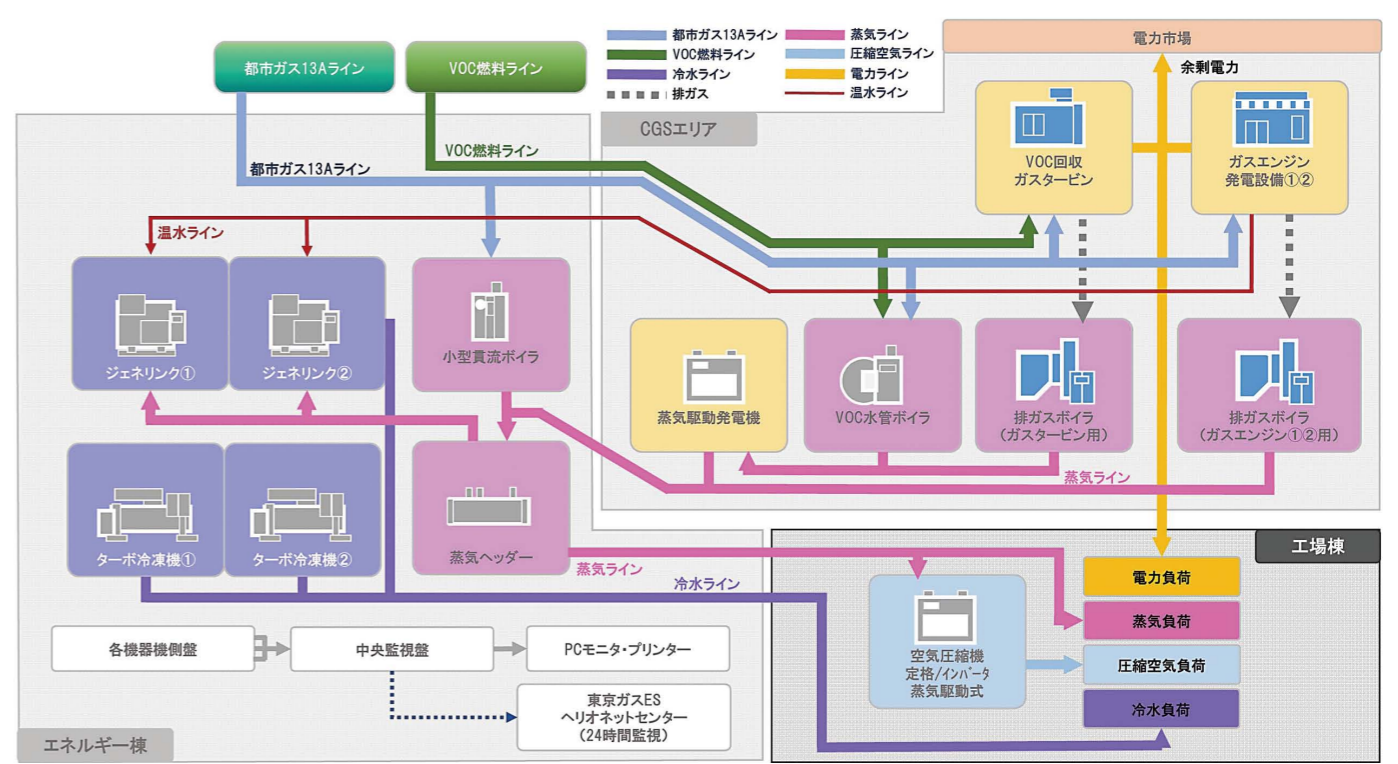 都市ガス13Aライン
VOC燃料ライン
都市ガス13Aライン
VOC燃料ライン
冷水ライン
排ガス
蒸気ライン
圧縮空気ライン
電力ライン
温水ライン
電力市場
余剰電力
CGSエリア
VOC燃料ライン
都市ガス13Aライン
VOC回収
ガスタービン
ガスエンジン
発電設備①②
温水ライン
ジェネリンク①
ジェネリンク②
小型貫流ボイラ
蒸気駆動発電機
VOC水管ボイラ
排ガスボイラ
(ガスタービン用)
排ガスボイラ
(ガスエンジン①②用)
蒸気ライン
ターボ冷凍機①
ターボ冷凍機②
蒸気ヘッダー
蒸気ライン
冷水ライン
工場棟
電力負荷
蒸気負荷
圧縮空気負荷
冷水負荷
空気圧縮機
定格/インバータ
蒸気駆動式
各機器機側盤
中央監視盤
PCモニタ・プリンター
東京ガスES
ヘリオネットセンター
(24時間監視)
エネルギー棟